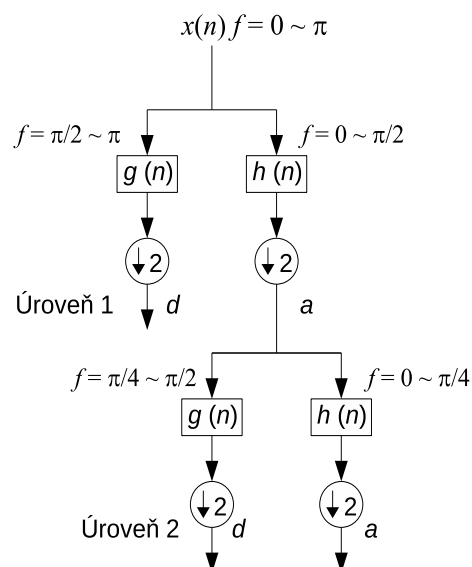 x(n) f = 0 ~ π
f = π/2 ~ π
f = 0 ~ π/2
g (n)
h (n)
2
2
Úroveň 1
d
a
f = π/4 ~ π/2
f = 0 ~ π/4
g (n)
h (n)
2
2
Úroveň 2
d
a